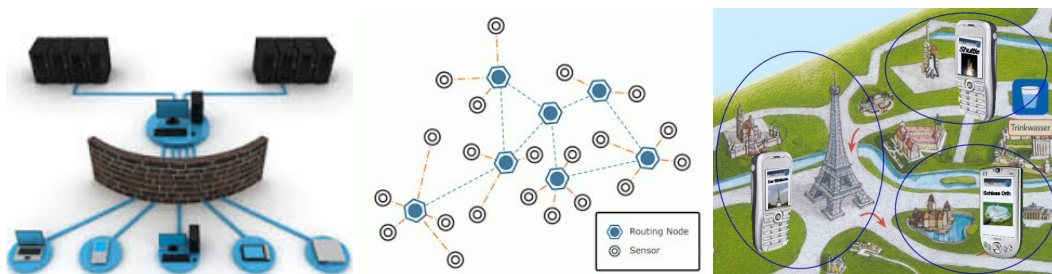 Routing Node
Sensor
Shuttle
Trinkwasser
Schloss Orth